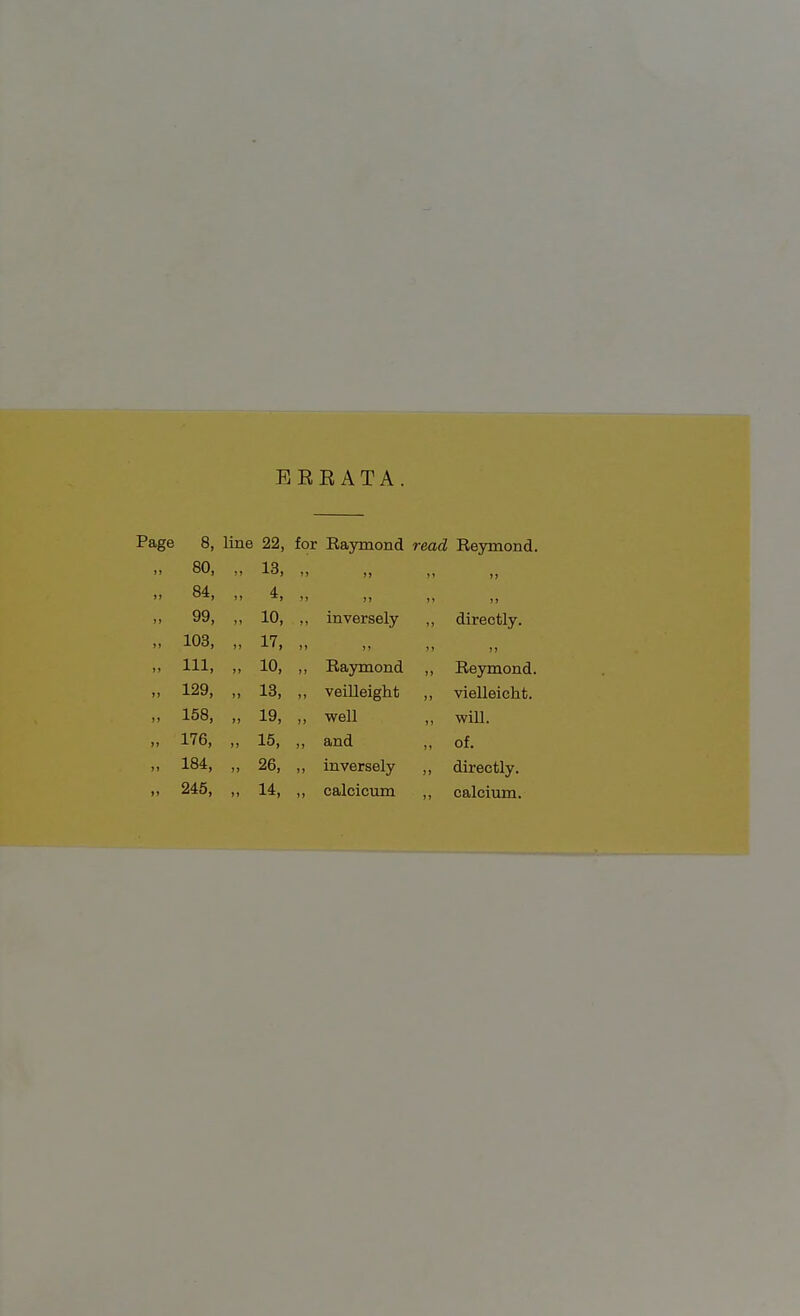 ERRATA.
Page 8, line 22, for Raymond read Reymond.
,, 80, ,, 13, ,, ,, ,, ,,
,, 84, ,, 4, ,, ,, ,, ,,
,, 99, ,, 10, ,, inversely ,, directly.
,, 103, ,, 17, ,, ,, ,, ,,
,, 111, ,, 10, ,, Raymond ,, Reymond.
,, 129, ,, 13, ,, veilleight ,, vielleicht.
,, 158, ,, 19, ,, well ,, will.
,, 176, ,, 15, ,, and ,, of.
,, 184, ,, 26, ,, inversely ,, directly.
,, 245, ,, 14, ,, calcicum ,, calcium.